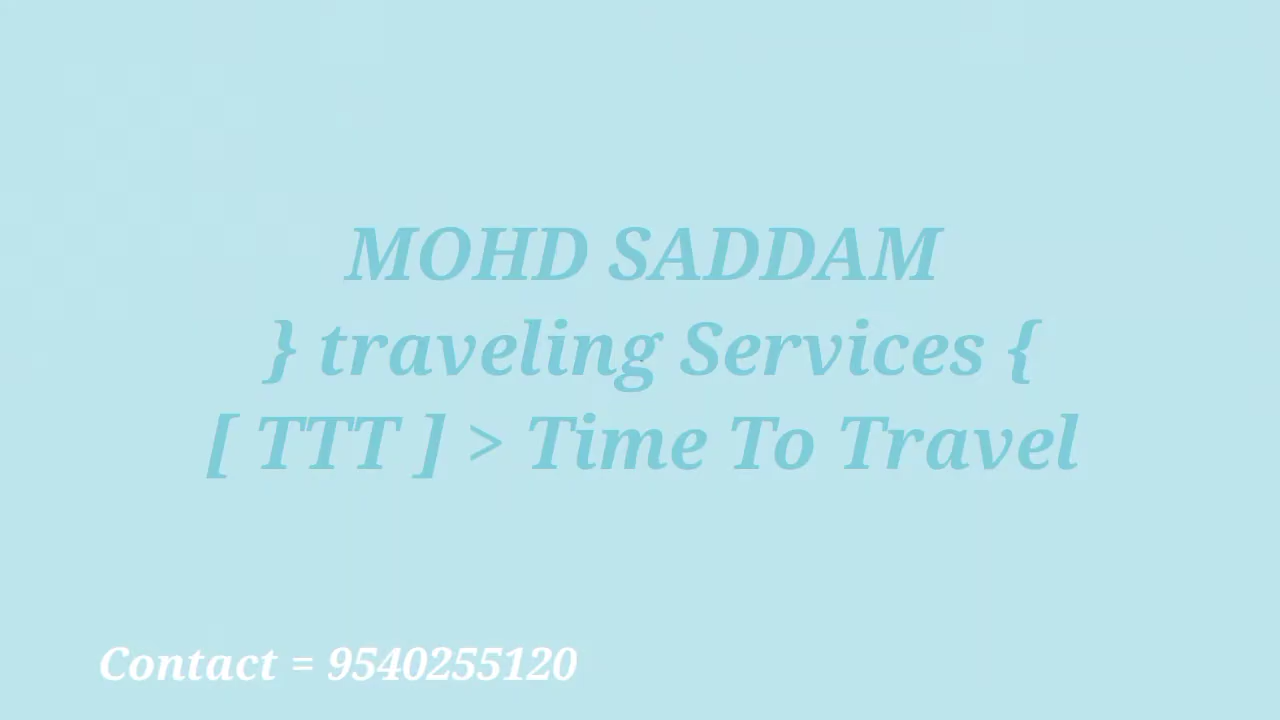 MOHD SADDAM
} traveling Services {
[ TTT ] > Time To Travel
Contact = 9540255120